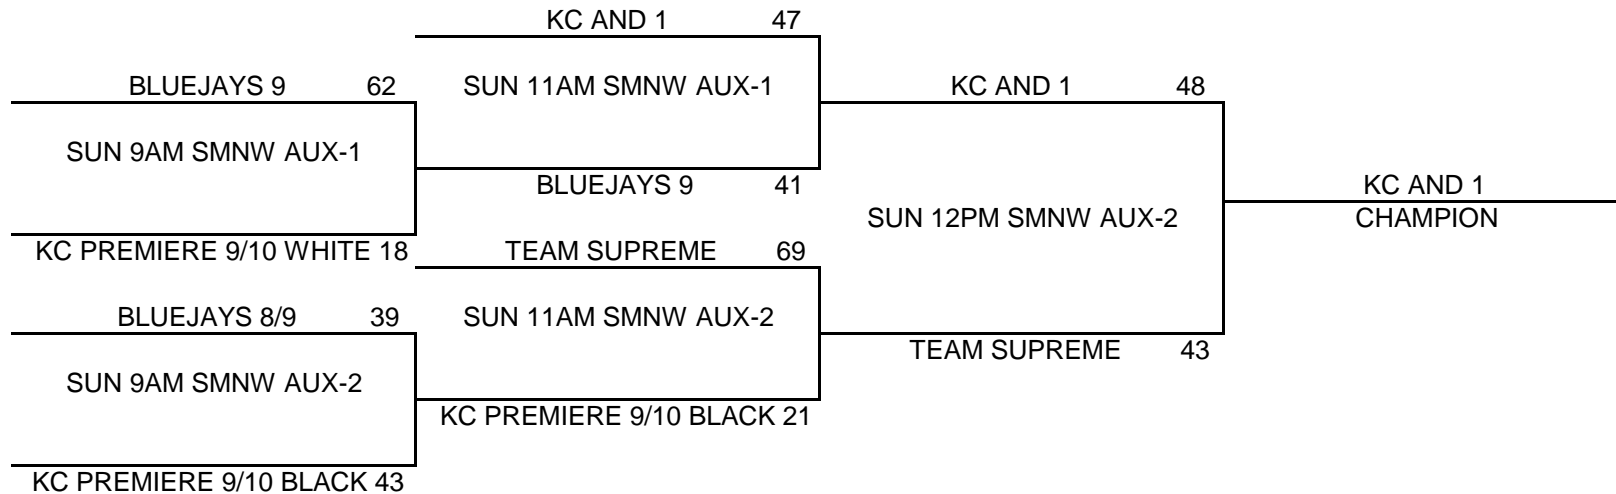 KC AND 1 47
BLUEJAYS 9 62
SUN 11AM SMNW AUX-1
KC AND 1 48
SUN 9AM SMNW AUX-1
BLUEJAYS 9 41
KC AND 1
SUN 12PM SMNW AUX-2
CHAMPION
KC PREMIERE 9/10 WHITE 18
TEAM SUPREME 69
BLUEJAYS 8/9 39
SUN 11AM SMNW AUX-2
TEAM SUPREME 43
SUN 9AM SMNW AUX-2
KC PREMIERE 9/10 BLACK 21
KC PREMIERE 9/10 BLACK 43